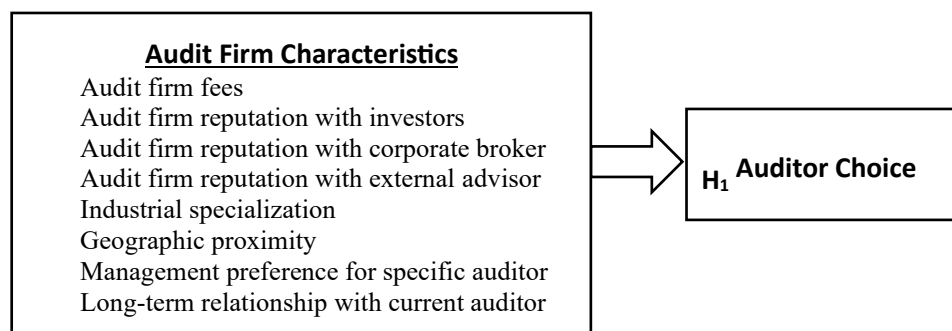 Audit Firm Characteristics
Audit firm fees
Audit firm reputation with investors
Audit firm reputation with corporate broker
Audit firm reputation with external advisor
Industrial specialization
Geographic proximity
Management preference for specific auditor
Long-term relationship with current auditor
H₁ Auditor Choice